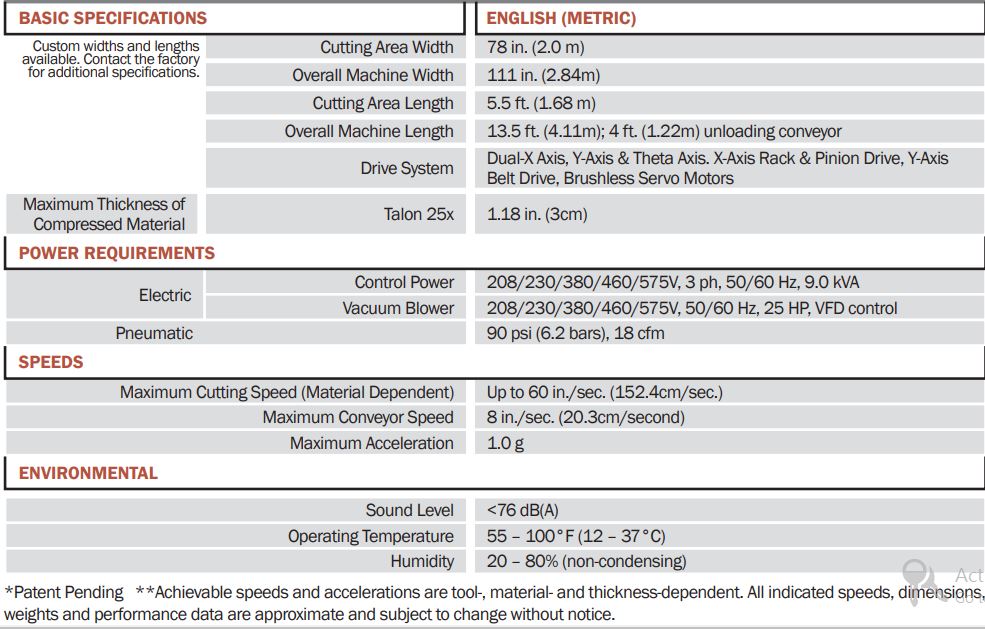 BASIC SPECIFICATIONS
ENGLISH (METRIC)
Custom widths and lengths
available. Contact the factory
for additional specifications.
Cutting Area Width
78 in. (2.0 m)
Overall Machine Width
111 in. (2.84m)
Cutting Area Length
5.5 ft. (1.68 m)
Overall Machine Length
13.5 ft. (4.11m); 4 ft. (1.22m) unloading conveyor
Drive System
Dual-X Axis, Y-Axis & Theta Axis. X-Axis Rack & Pinion Drive, Y-Axis
Belt Drive, Brushless Servo Motors
Maximum Thickness of
Compressed Material
Talon 25x
1.18 in. (3cm)
POWER REQUIREMENTS
Electric
Control Power
208/230/380/460/575V, 3 ph, 50/60 Hz, 9.0 kVA
Vacuum Blower
208/230/380/460/575V, 50/60 Hz, 25 HP, VFD control
Pneumatic
90 psi (6.2 bars), 18 cfm
SPEEDS
Maximum Cutting Speed (Material Dependent)
Up to 60 in./sec. (152.4cm/sec.)
Maximum Conveyor Speed
8 in./sec. (20.3cm/second)
Maximum Acceleration
1.0 g
ENVIRONMENTAL
Sound Level
<76 dB(A)
Operating Temperature
55 – 100°F (12 – 37°C)
Humidity
20 – 80% (non-condensing)
Act
*Patent Pending **Achievable speeds and accelerations are tool-, material- and thickness-dependent. All indicated speeds, dimensions,
weights and performance data are approximate and subject to change without notice.